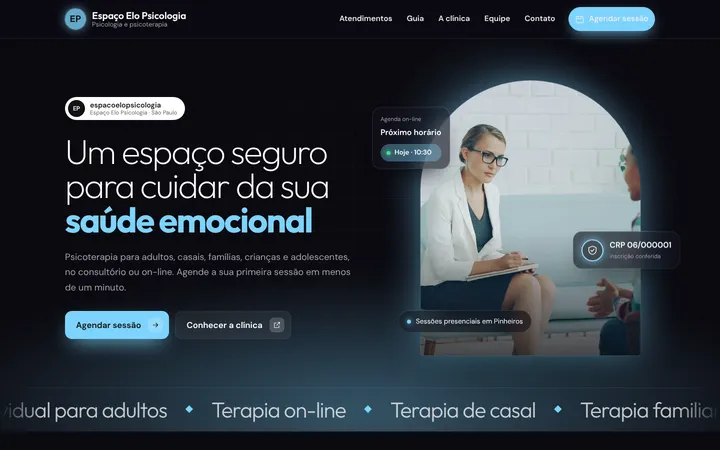 EP
Espaço Elo Psicologia
Psicologia e psicoterapia
Atendimentos
Guia
A clínica
Equipe
Contato
Agendar sessão
EP
espacoelopsicologia
Espaço Elo Psicologia · São Paulo
Um espaço seguro
para cuidar da sua
saúde emocional
Psicoterapia para adultos, casais, famílias, crianças e adolescentes,
no consultório ou on-line. Agende a sua primeira sessão em menos
de um minuto.
Agendar sessão
Conhecer a clínica
Agenda on-line
Próximo horário
Hoje · 10:30
CRP 06/000001
Inscrição conferida
Sessões presenciais em Pinheiros
vidual para adultos
Terapia on-line
Terapia de casal
Terapia familiar